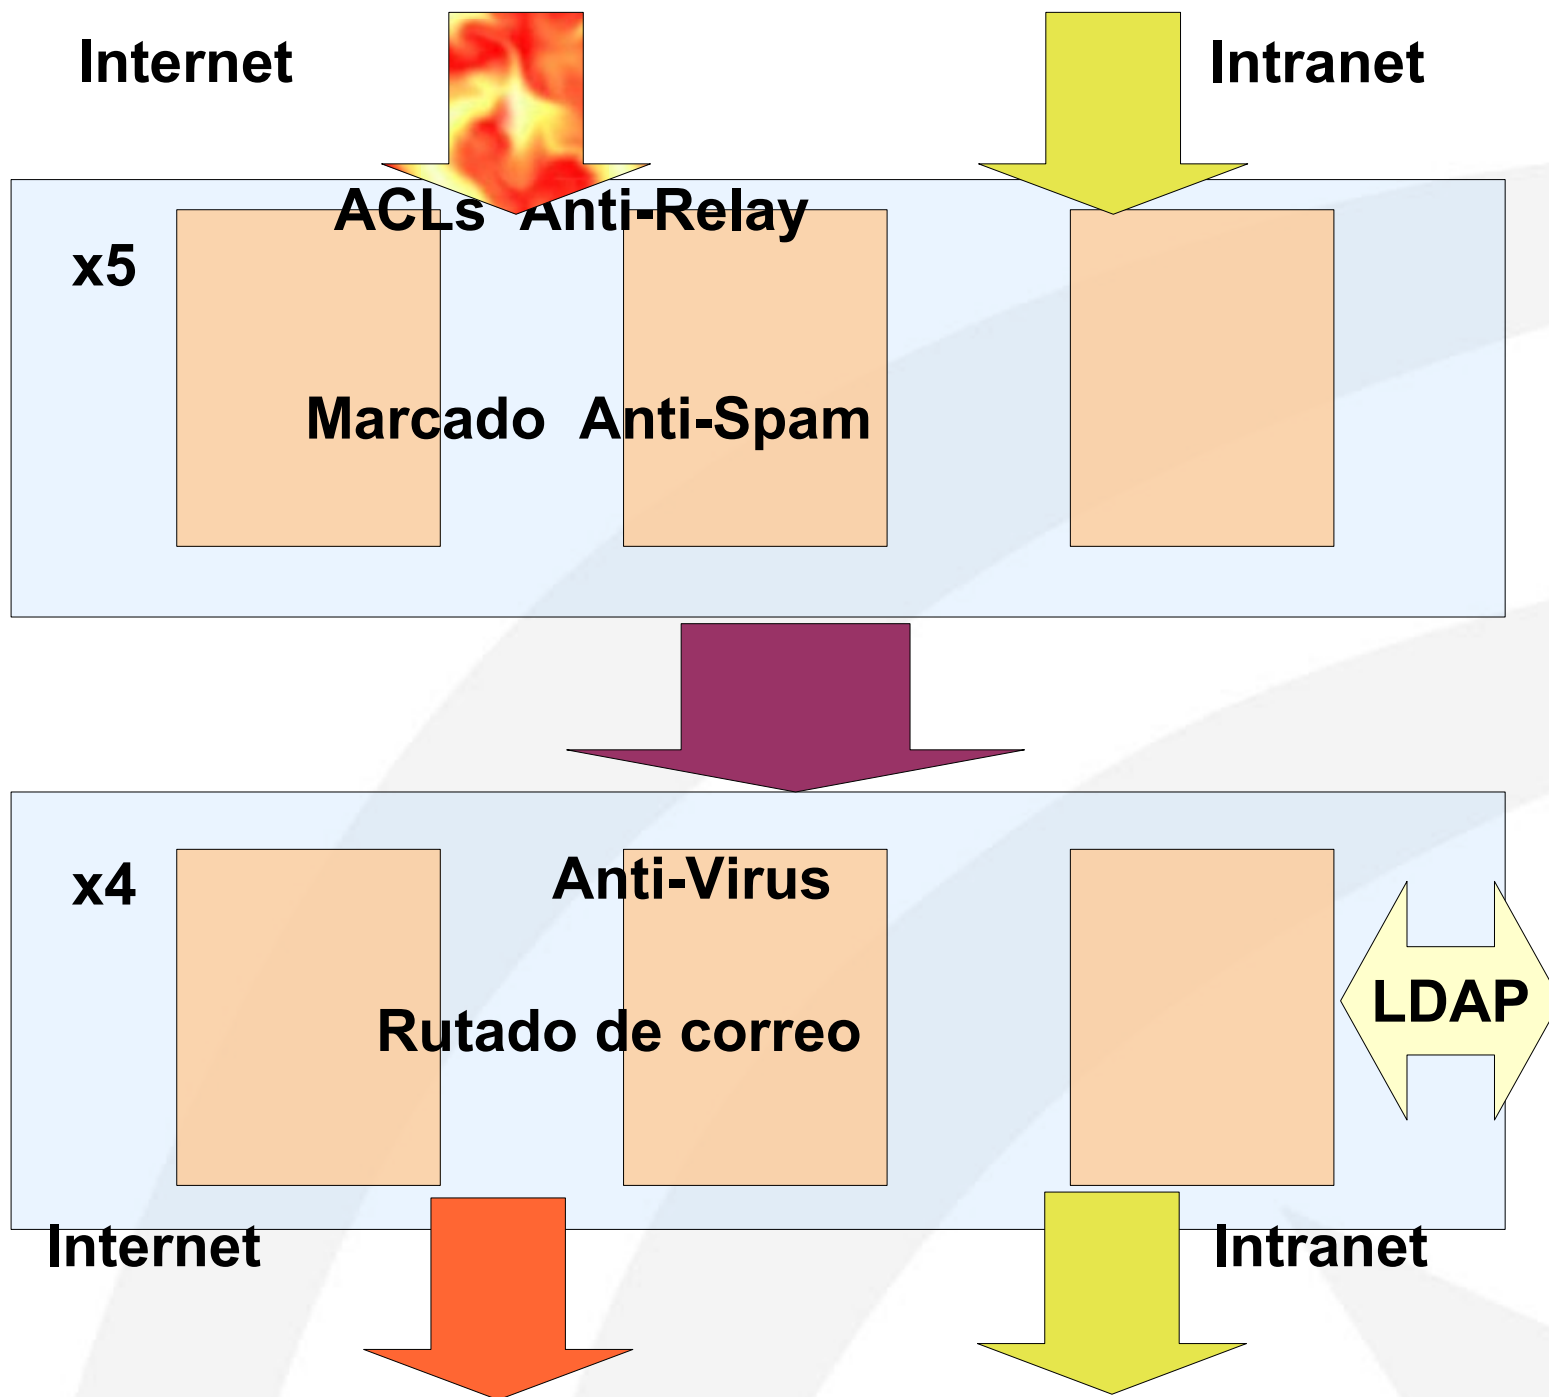 Internet
Intranet
ACLs Anti-Relay
x5
Marcado Anti-Spam
x4
Anti-Virus
LDAP
Rutado de correo
Internet
Intranet